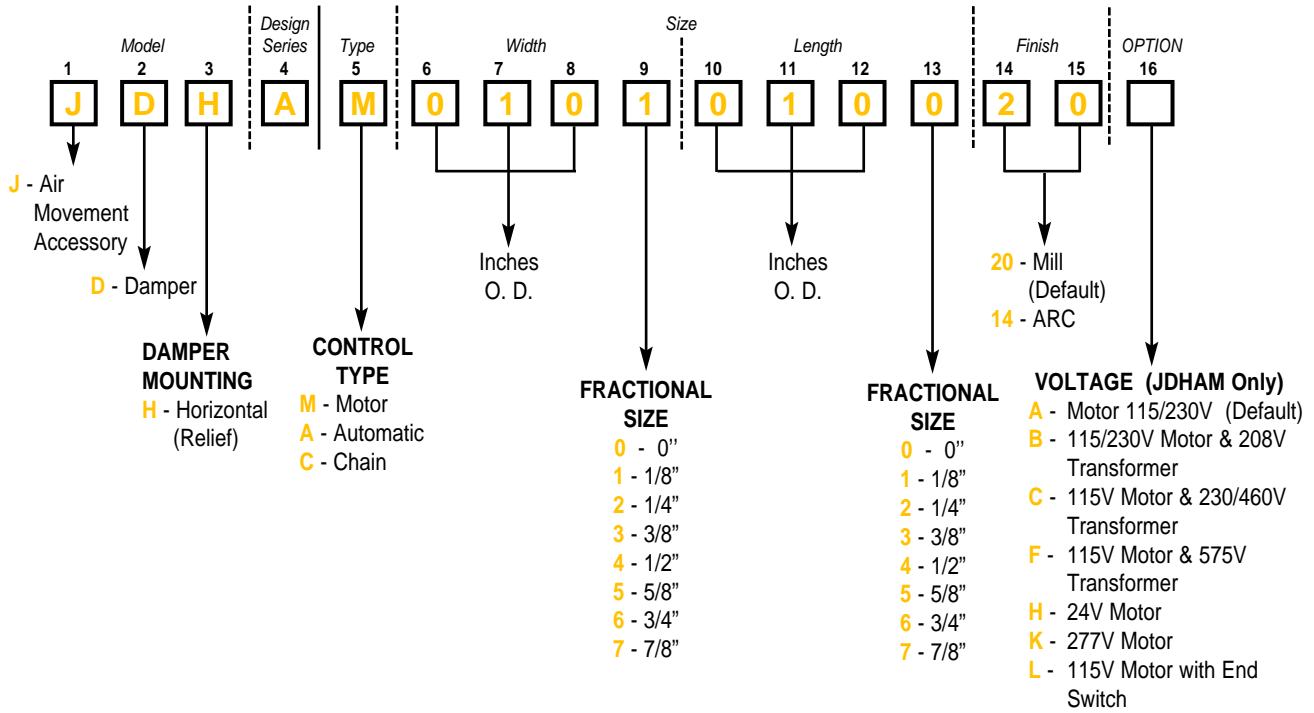 Design
Size
Model
Series
Type
Width
Length
Finish
OPTION
1 2 3 4 5 6 7 8 9 10 11 12 13 14 15 16
J D H A M 0 1 0 1 0 1 0 0 2 0
J - Air
Movement
Accessory
D - Damper
DAMPER
MOUNTING
H - Horizontal
(Relief)
CONTROL
TYPE
M - Motor
A - Automatic
C - Chain
Inches
O. D.
FRACTIONAL
SIZE
0 - 0’’
1 - 1/8”
2 - 1/4”
3 - 3/8”
4 - 1/2”
5 - 5/8”
6 - 3/4”
7 - 7/8”
Inches
O. D.
FRACTIONAL
SIZE
0 - 0’’
1 - 1/8”
2 - 1/4”
3 - 3/8”
4 - 1/2”
5 - 5/8”
6 - 3/4”
7 - 7/8”
20 - Mill
(Default)
14 - ARC
VOLTAGE (JDHAM Only)
A - Motor 115/230V (Default)
B - 115/230V Motor & 208V
Transformer
C - 115V Motor & 230/460V
Transformer
F - 115V Motor & 575V
Transformer
H - 24V Motor
K - 277V Motor
L - 115V Motor with End
Switch